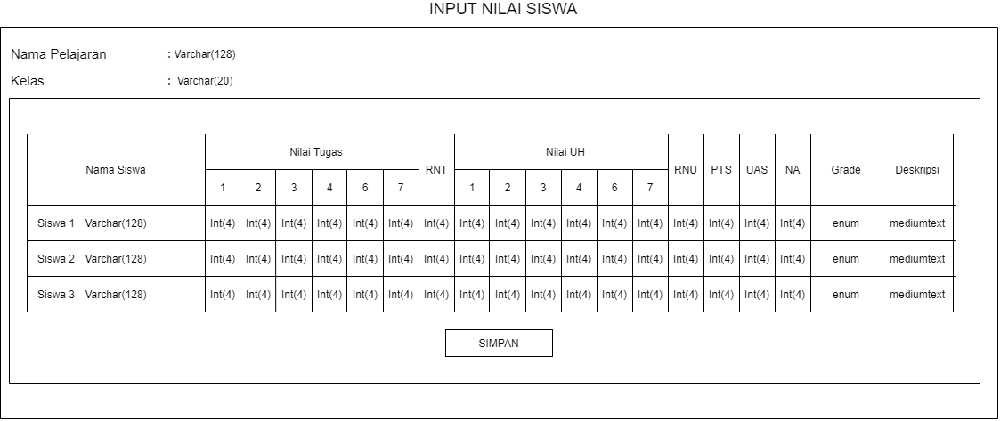 INPUT NILAI SISWA
Nama Pelajaran : Varchar(128)
Kelas : Varchar(20)
Nama Siswa Nilai Tugas RNT Nilai UH RNU PTS UAS NA Grade Deskripsi
1 2 3 4 6 7 1 2 3 4 6 7
Siswa 1 Varchar(128) Int(4) Int(4) Int(4) Int(4) Int(4) Int(4) Int(4) Int(4) Int(4) Int(4) Int(4) Int(4) Int(4) Int(4) Int(4) Int(4) Int(4) enum mediumtext
Siswa 2 Varchar(128) Int(4) Int(4) Int(4) Int(4) Int(4) Int(4) Int(4) Int(4) Int(4) Int(4) Int(4) Int(4) Int(4) Int(4) Int(4) Int(4) Int(4) enum mediumtext
Siswa 3 Varchar(128) Int(4) Int(4) Int(4) Int(4) Int(4) Int(4) Int(4) Int(4) Int(4) Int(4) Int(4) Int(4) Int(4) Int(4) Int(4) Int(4) Int(4) enum mediumtext
SIMPAN